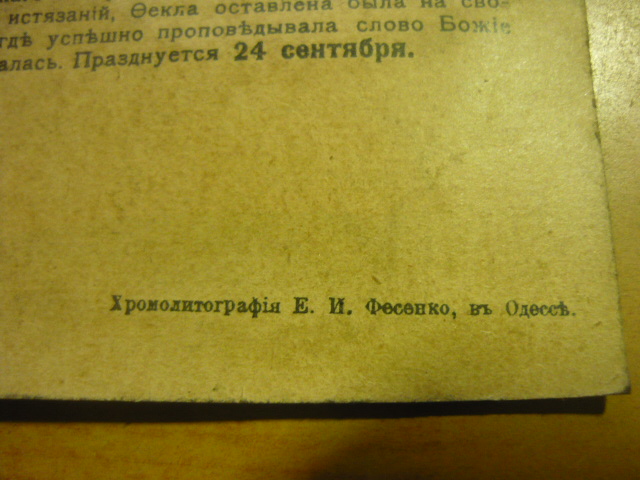 истязаній, Ѳекла оставлена была на сво-
гдѣ успѣшно проповѣдывала слово Божіе
алась. Празднуется 24 сентября.
Хромолитографія Е. И. Фесенко, въ Одессѣ.